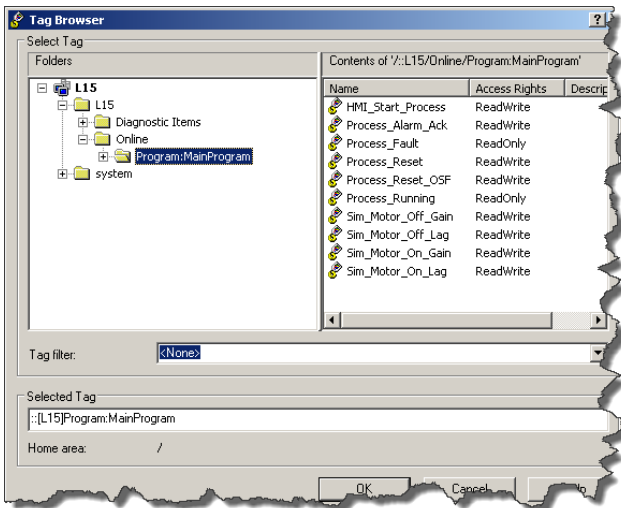 Tag Browser
Select Tag
Folders
Contents of '/::L15/Online/Program:MainProgram'
L15
L15
Diagnostic Items
Online
Program:MainProgram
system
Name Access Rights Descrip
HMI_Start_Process ReadWrite
Process_Alarm_Ack ReadWrite
Process_Fault ReadOnly
Process_Reset ReadWrite
Process_Reset_OSF ReadWrite
Process_Running ReadOnly
Sim_Motor_Off_Gain ReadWrite
Sim_Motor_Off_Lag ReadWrite
Sim_Motor_On_Gain ReadWrite
Sim_Motor_On_Lag ReadWrite
Tag filter: <None>
Selected Tag
::[L15]Program:MainProgram
Home area: /
OK Cancel